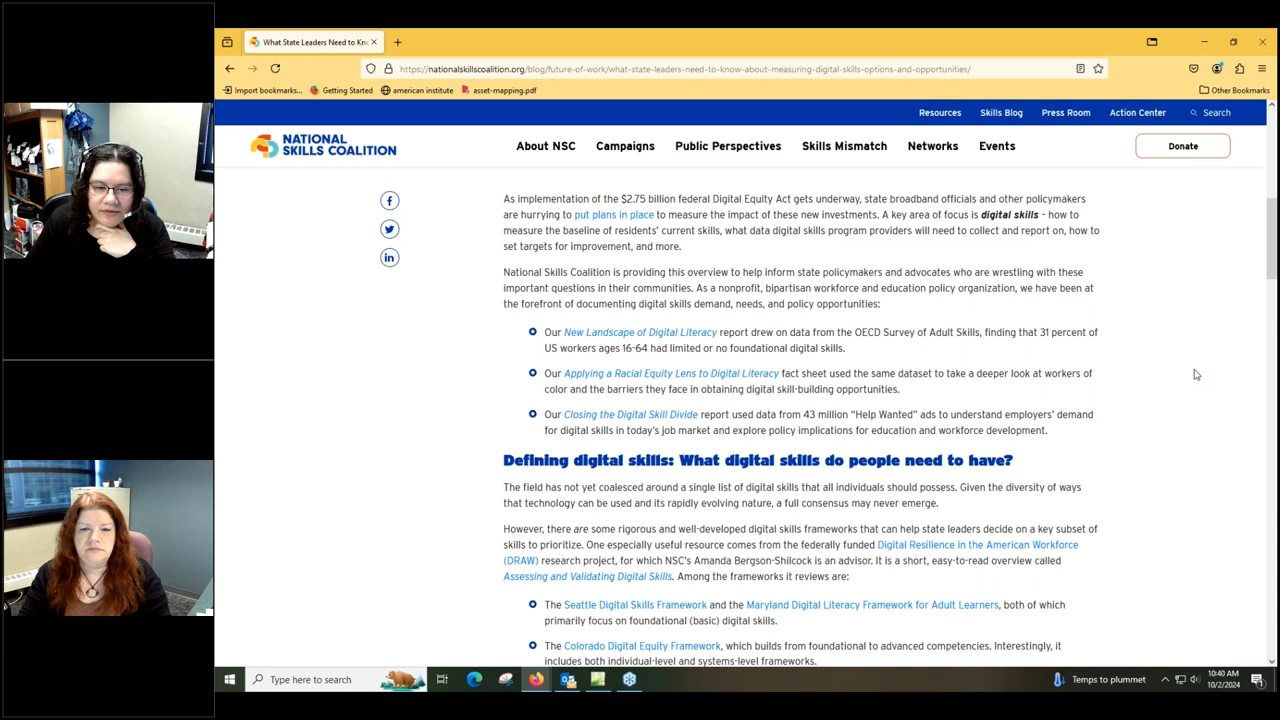 What State Leaders Need to Kn
https://nationalskillscoalition.org/blog/future-of-work/what-state-leaders-need-to-know-about-measuring-digital-skills-options-and-opportunities/
Import bookmarks...
Getting Started
american institute
asset-mapping.pdf
Other Bookmarks
Resources
Skills Blog
Press Room
Action Center
Search
NATIONAL
SKILLS COALITION
About NSC
Campaigns
Public Perspectives
Skills Mismatch
Networks
Events
Donate
As implementation of the $2.75 billion federal Digital Equity Act gets underway, state broadband officials and other policymakers
are hurrying to put plans in place to measure the impact of these new investments. A key area of focus is digital skills – how to
measure the baseline of residents' current skills, what data digital skills program providers will need to collect and report on, how to
set targets for improvement, and more.
National Skills Coalition is providing this overview to help inform state policymakers and advocates who are wrestling with these
important questions in their communities. As a nonprofit, bipartisan workforce and education policy organization, we have been at
the forefront of documenting digital skills demand, needs, and policy opportunities:
Our New Landscape of Digital Literacy report drew on data from the OECD Survey of Adult Skills, finding that 31 percent of
US workers ages 16-64 had limited or no foundational digital skills.
Our Applying a Racial Equity Lens to Digital Literacy fact sheet used the same dataset to take a deeper look at workers of
color and the barriers they face in obtaining digital skill-building opportunities.
Our Closing the Digital Skill Divide report used data from 43 million "Help Wanted" ads to understand employers' demand
for digital skills in today's job market and explore policy implications for education and workforce development.
Defining digital skills: What digital skills do people need to have?
The field has not yet coalesced around a single list of digital skills that all individuals should possess. Given the diversity of ways
that technology can be used and its rapidly evolving nature, a full consensus may never emerge.
However, there are some rigorous and well-developed digital skills frameworks that can help state leaders decide on a key subset of
skills to prioritize. One especially useful resource comes from the federally funded Digital Resilience in the American Workforce
(DRAW) research project, for which NSC's Amanda Bergson-Shilcock is an advisor. It is a short, easy-to-read overview called
Assessing and Validating Digital Skills. Among the frameworks it reviews are:
The Seattle Digital Skills Framework and the Maryland Digital Literacy Framework for Adult Learners, both of which
primarily focus on foundational (basic) digital skills.
The Colorado Digital Equity Framework, which builds from foundational to advanced competencies. Interestingly, it
includes both individual-level and systems-level frameworks.
Type here to search
Temps to plummet
10:40 AM
10/2/2024